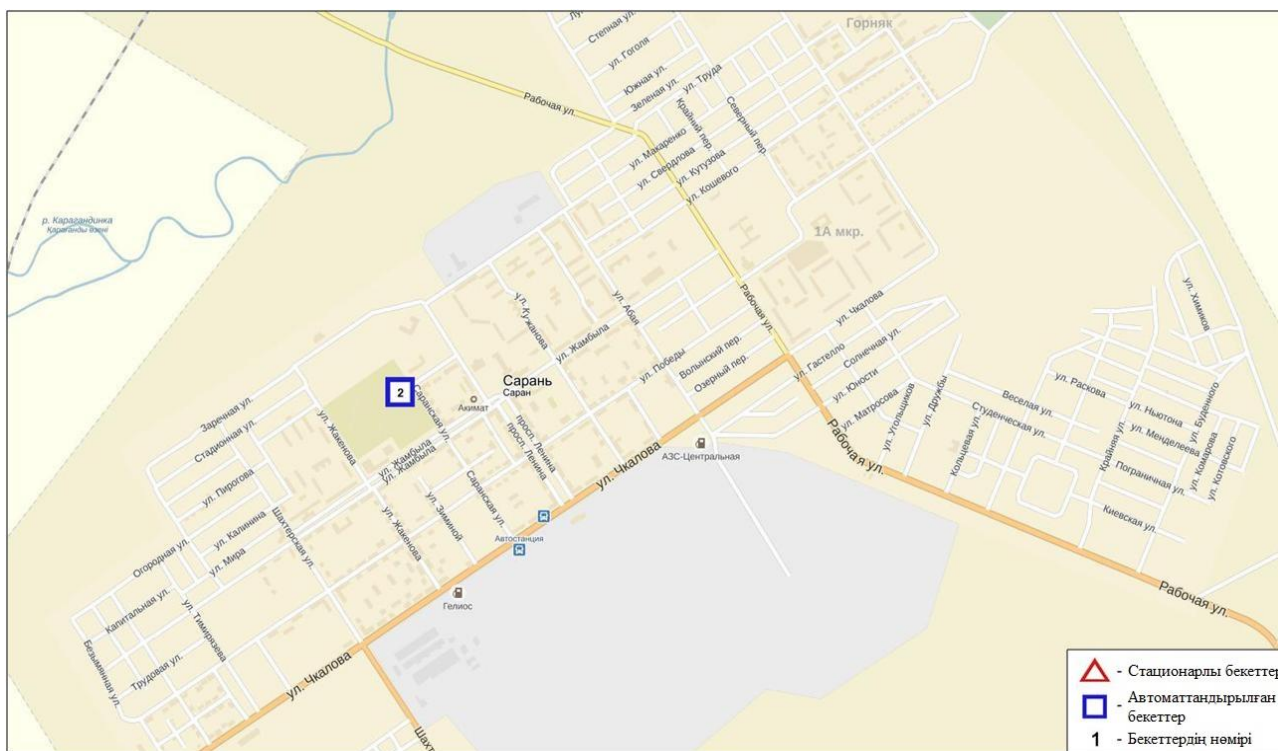 Горняк
Степная ул.
ул. Гоголя
Южная ул.
Зеленая ул.
ул. Труда
Рабочая ул.
Крайний пер.
Северный пер.
ул. Макаренко
ул. Свердлова
ул. Кутузова
ул. Кошевого
р. Карагандинка
1А мкр.
ул. Химиков
ул. Кужанова
ул. Абая
Рабочая ул.
ул. Чкалова
ул. Жамбыла
ул. Победы
Волынский пер.
Озерный пер.
ул. Гастелло
Солнечная ул.
ул. Юности
ул. Матросова
ул. Угольщиков
ул. Дружбы
Сарань
Саран
2
Акимат
Саранская ул.
Заречная ул.
Стадионная ул.
ул. Жакенова
ул. Раскова
Веселая ул.
Студенческая ул.
ул. Ньютона
ул. Буденного
ул. Менделеева
Крайняя ул.
Кольцевая ул.
Пограничная ул.
ул. Комарова
ул. Котовского
Киевская ул.
просп. Ленина
просп. Ленина
ул. Жамбыла
ул. Жамбыла
АЗС-Центральная
ул. Чкалова
Рабочая ул.
ул. Пирогова
ул. Калинина
ул. Мира
Шахтерская ул.
ул. Жакенова
ул. Зиминой
Саранская ул.
Автостанция
Огородная ул.
Капитальная ул.
ул. Тимирязева
Гелиос
Рабочая ул.
Безымянная ул.
Трудовая ул.
ул. Чкалова
- Стационарлы бекеттер
- Автоматтандырылған
бекеттер
1 - Бекеттердің нөмірі